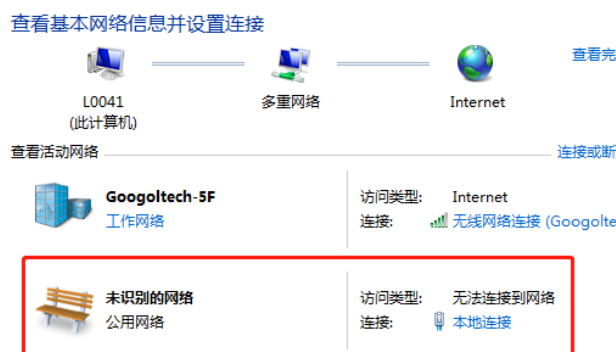 查看基本网络信息并设置连接
查看完
L0041
(此计算机)
多重网络
Internet
查看活动网络
连接或断
Googoltech-5F
工作网络
访问类型: Internet
连接: 无线网络连接 (Googolte
未识别的网络
公用网络
访问类型: 无法连接到网络
连接: 本地连接